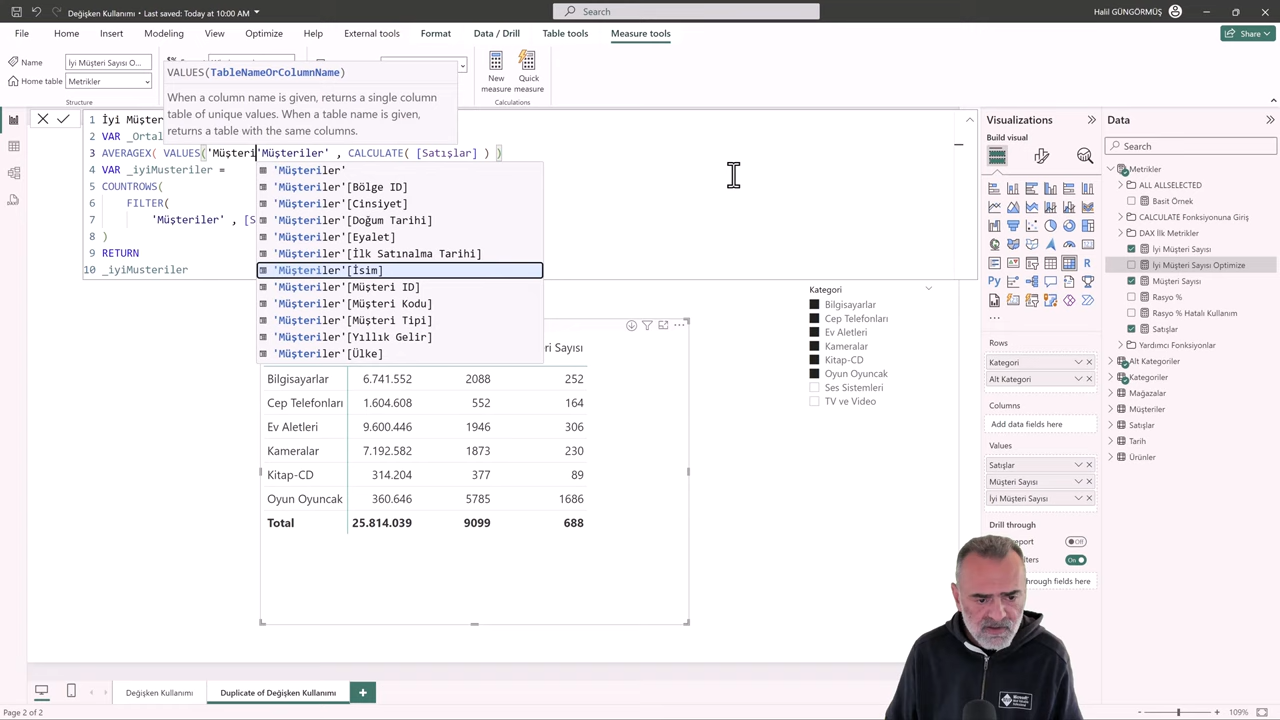 Değişken Kullanımı • Last saved: Today at 10:00 AM
Search
Halil GÜNGÖRMÜŞ
File
Home
Insert
Modeling
View
Optimize
Help
External tools
Format
Data / Drill
Table tools
Measure tools
Share
Name
İyi Müşteri Sayısı O...
Home table
Metrikler
Structure
New measure
Quick measure
Calculations
VALUES(TableNameOrColumnName)
When a column name is given, returns a single column
table of unique values. When a table name is given,
returns a table with the same columns.
1 İyi Müşter
2 VAR _Ortal
3 AVERAGEX( VALUES('Müşteri'Müşteriler' , CALCULATE( [Satışlar] ) )
4 VAR _iyiMusteriler =
5 COUNTROWS(
6 FILTER(
7 'Müşteriler' , [S
8 )
9 RETURN
10 _iyiMusteriler
'Müşteriler'
'Müşteriler'[Bölge ID]
'Müşteriler'[Cinsiyet]
'Müşteriler'[Doğum Tarihi]
'Müşteriler'[Eyalet]
'Müşteriler'[İlk Satınalma Tarihi]
'Müşteriler'[İsim]
'Müşteriler'[Müşteri ID]
'Müşteriler'[Müşteri Kodu]
'Müşteriler'[Müşteri Tipi]
'Müşteriler'[Yıllık Gelir]
'Müşteriler'[Ülke]
teri Sayısı
Bilgisayarlar 6.741.552 2088 252
Cep Telefonları 1.604.608 552 164
Ev Aletleri 9.600.446 1946 306
Kameralar 7.192.582 1873 230
Kitap-CD 314.204 377 89
Oyun Oyuncak 360.646 5785 1686
Total 25.814.039 9099 688
Kategori
Bilgisayarlar
Cep Telefonları
Ev Aletleri
Kameralar
Kitap-CD
Oyun Oyuncak
Ses Sistemleri
TV ve Video
Visualizations
Build visual
Rows
Kategori
Alt Kategori
Columns
Add data fields here
Values
Satışlar
Müşteri Sayısı
İyi Müşteri Sayısı
Drill through
report
Off
lters
On
hrough fields here
Data
Search
Metrikler
ALL ALLSELECTED
Basit Örnek
CALCULATE Fonksiyonuna Giriş
DAX İlk Metrikler
İyi Müşteri Sayısı
İyi Müşteri Sayısı Optimize
Müşteri Sayısı
Rasyo %
Rasyo % Hatalı Kullanım
Satışlar
Yardımcı Fonksiyonlar
Alt Kategoriler
Kategoriler
Mağazalar
Müşteriler
Satışlar
Tarih
Ürünler
Değişken Kullanımı
Duplicate of Değişken Kullanımı
Page 2 of 2
109%